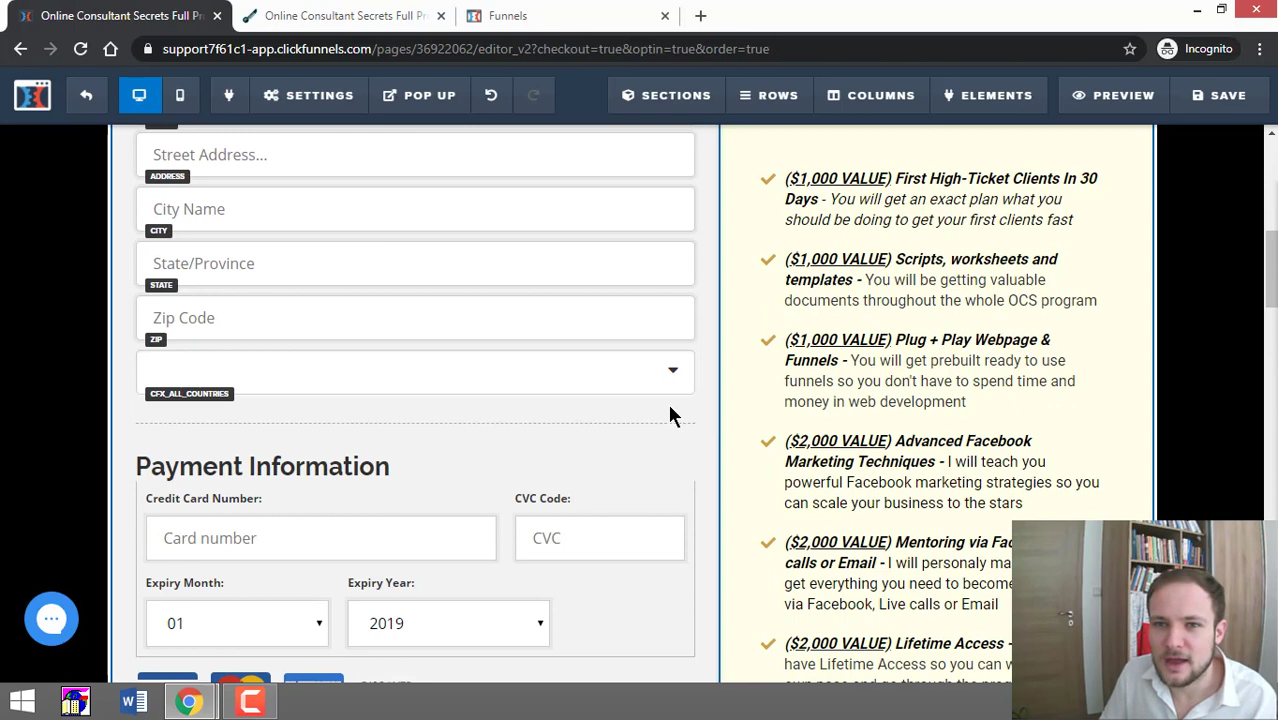 Online Consultant Secrets Full Pr
Online Consultant Secrets Full Pr
Funnels
support7f61c1-app.clickfunnels.com/pages/36922062/editor_v2?checkout=true&optin=true&order=true
Incognito
SETTINGS
POP UP
SECTIONS
ROWS
COLUMNS
ELEMENTS
PREVIEW
SAVE
Street Address...
ADDRESS
City Name
CITY
State/Province
STATE
Zip Code
ZIP
CFX_ALL_COUNTRIES
Payment Information
Credit Card Number:
CVC Code:
Card number
CVC
Expiry Month:
Expiry Year:
01
2019
($1,000 VALUE) First High-Ticket Clients In 30
Days - You will get an exact plan what you
should be doing to get your first clients fast
($1,000 VALUE) Scripts, worksheets and
templates - You will be getting valuable
documents throughout the whole OCS program
($1,000 VALUE) Plug + Play Webpage &
Funnels - You will get prebuilt ready to use
funnels so you don't have to spend time and
money in web development
($2,000 VALUE) Advanced Facebook
Marketing Techniques - I will teach you
powerful Facebook marketing strategies so you
can scale your business to the stars
($2,000 VALUE) Mentoring via Fac
calls or Email - I will personaly ma
get everything you need to become
via Facebook, Live calls or Email
($2,000 VALUE) Lifetime Access -
have Lifetime Access so you can w